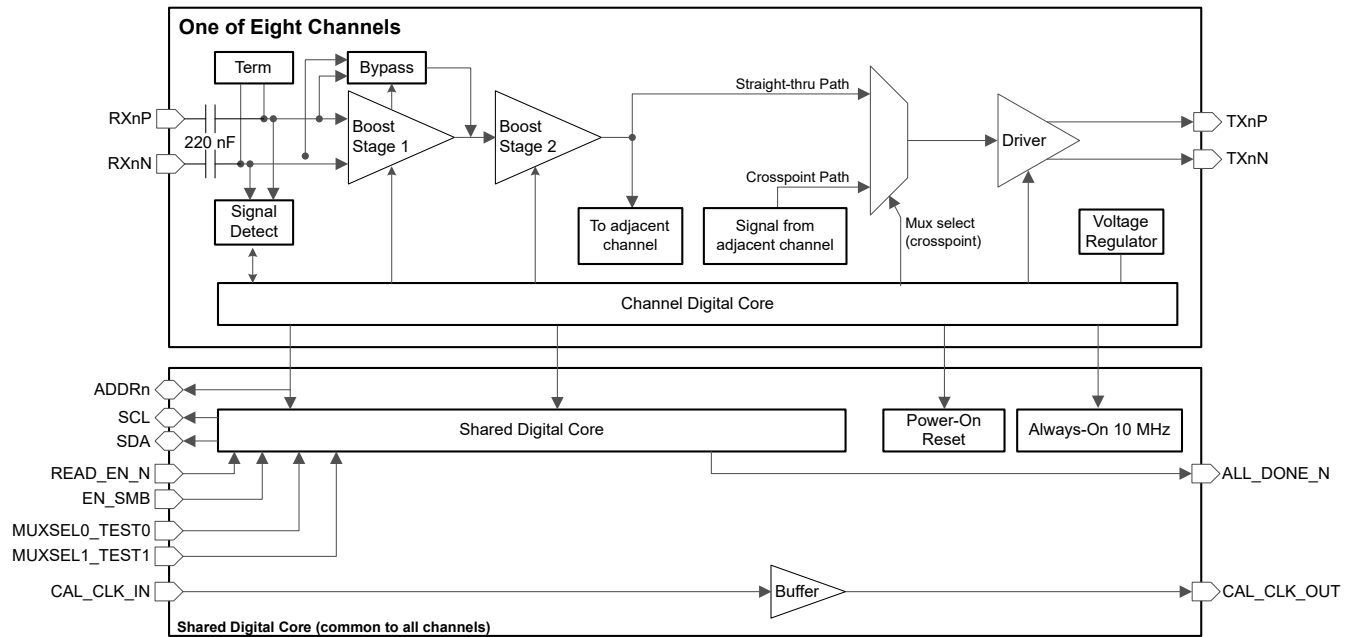 One of Eight Channels
Term
Bypass
RXnP
220 nF
RXnN
Boost
Stage 1
Boost
Stage 2
Straight-thru Path
Crosspoint Path
Driver
TXnP
TXnN
Signal
Detect
To adjacent
channel
Signal from
adjacent channel
Mux select
(crosspoint)
Voltage
Regulator
Channel Digital Core
ADDRn
SCL
SDA
READ_EN_N
EN_SMB
MUXSEL0_TEST0
MUXSEL1_TEST1
CAL_CLK_IN
Shared Digital Core
Power-On
Reset
Always-On 10 MHz
ALL_DONE_N
Buffer
CAL_CLK_OUT
Shared Digital Core (common to all channels)